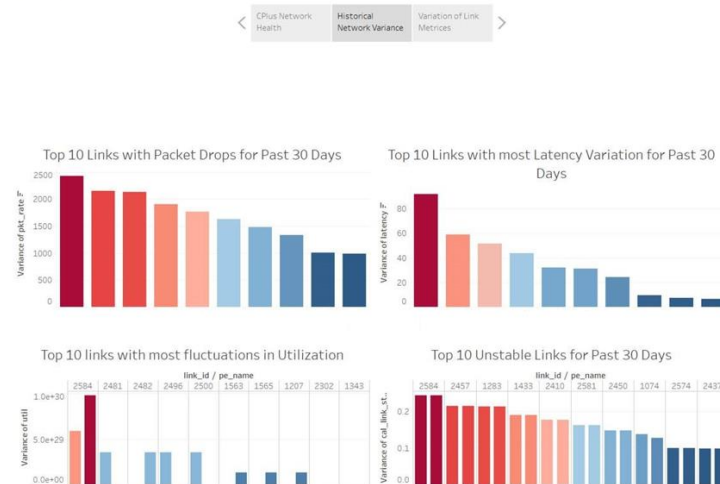 CPlus Network
Health
Historical
Network Variance
Variation of Link
Metrices
Top 10 Links with Packet Drops for Past 30 Days
Variance of pkt_rate
2500
2000
1500
1000
500
0
Top 10 Links with most Latency Variation for Past 30
Days
Variance of latency
80
60
40
20
0
Top 10 links with most fluctuations in Utilization
link_id / pe_name
2584 2481 2482 2496 2500 1563 1565 1207 2302 1343
Variance of util
1.0e+30
5.0e+29
0.0e+00
Top 10 Unstable Links for Past 30 Days
link_id / pe_name
2584 2457 1283 1433 2410 2581 2450 1074 2574 2437
Variance of cal_link_st..
0.2
0.1
0.0